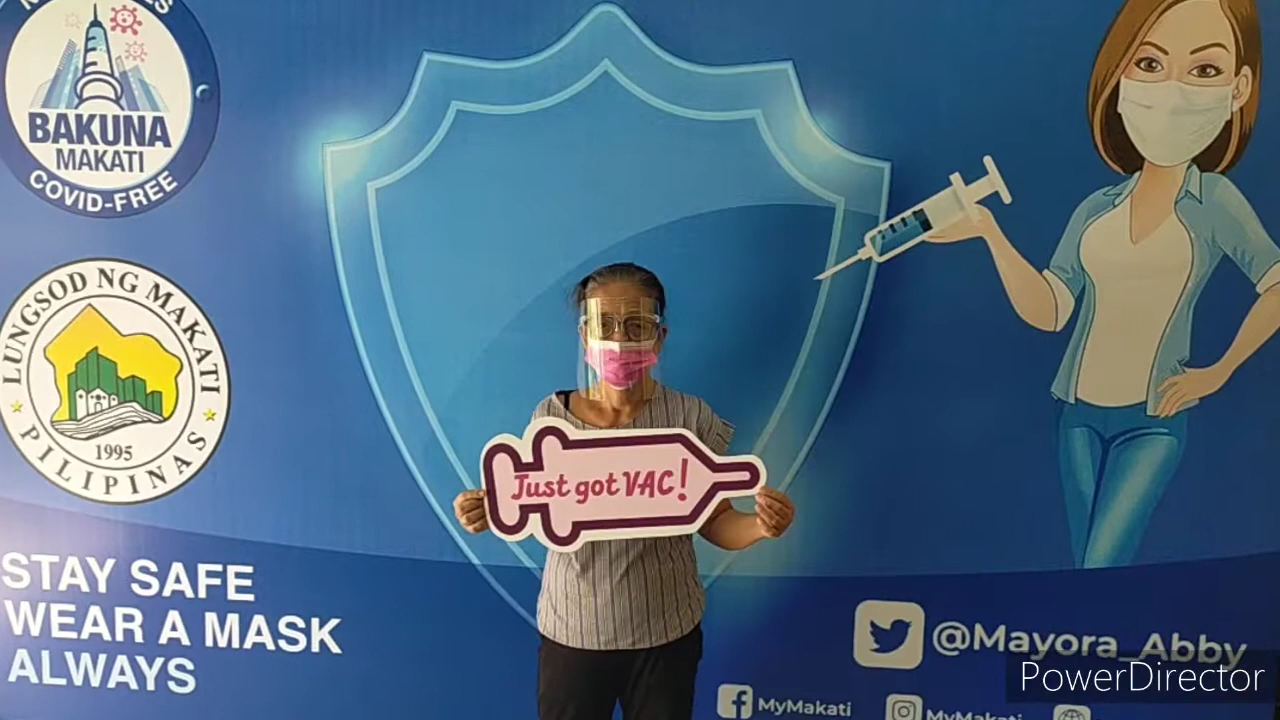 BAKUNA
MAKATI
COVID-FREE
LUNGSOD NG MAKATI
1995
PILIPINAS
STAY SAFE
WEAR A MASK
ALWAYS
Just got VAC!
@Mayora_Abby
MyMakati
MyMakati
PowerDirector